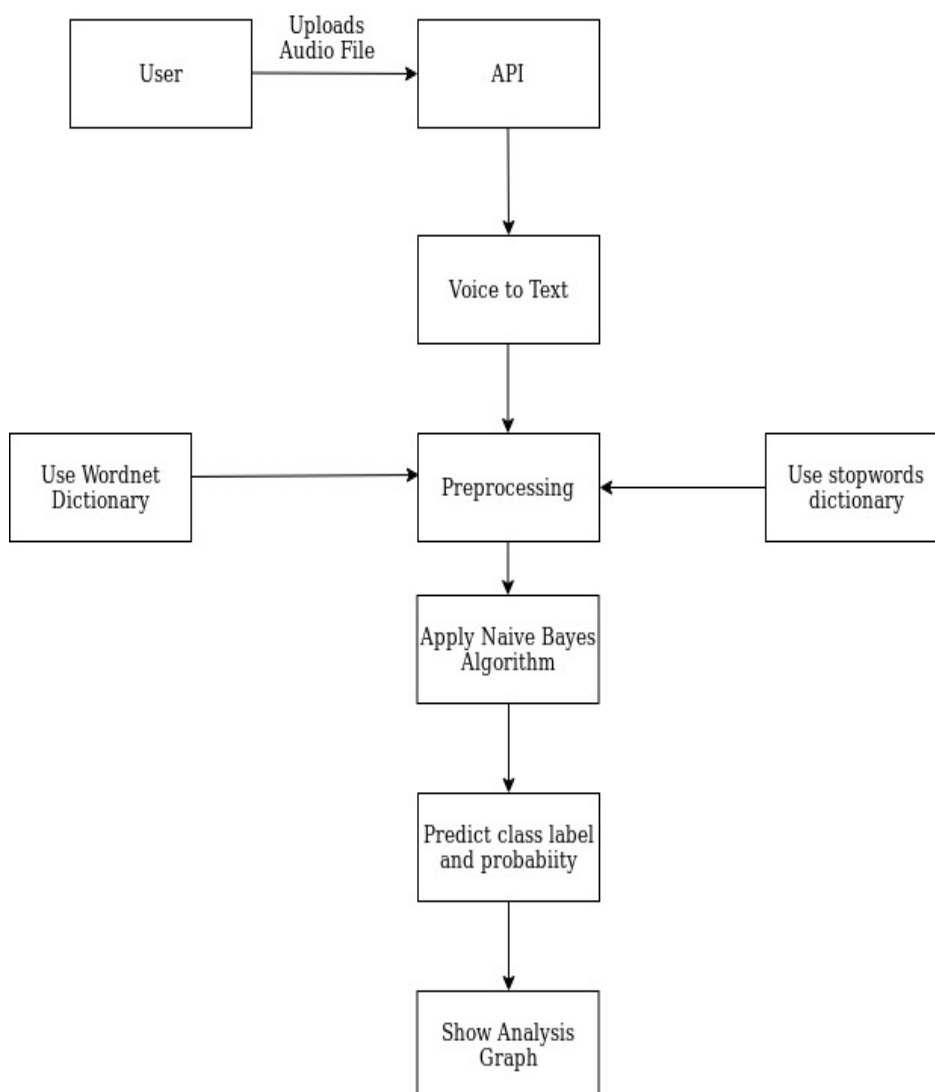 User
Uploads
Audio File
API
Voice to Text
Use Wordnet
Dictionary
Preprocessing
Use stopwords
dictionary
Apply Naive Bayes
Algorithm
Predict class label
and probabiity
Show Analysis
Graph